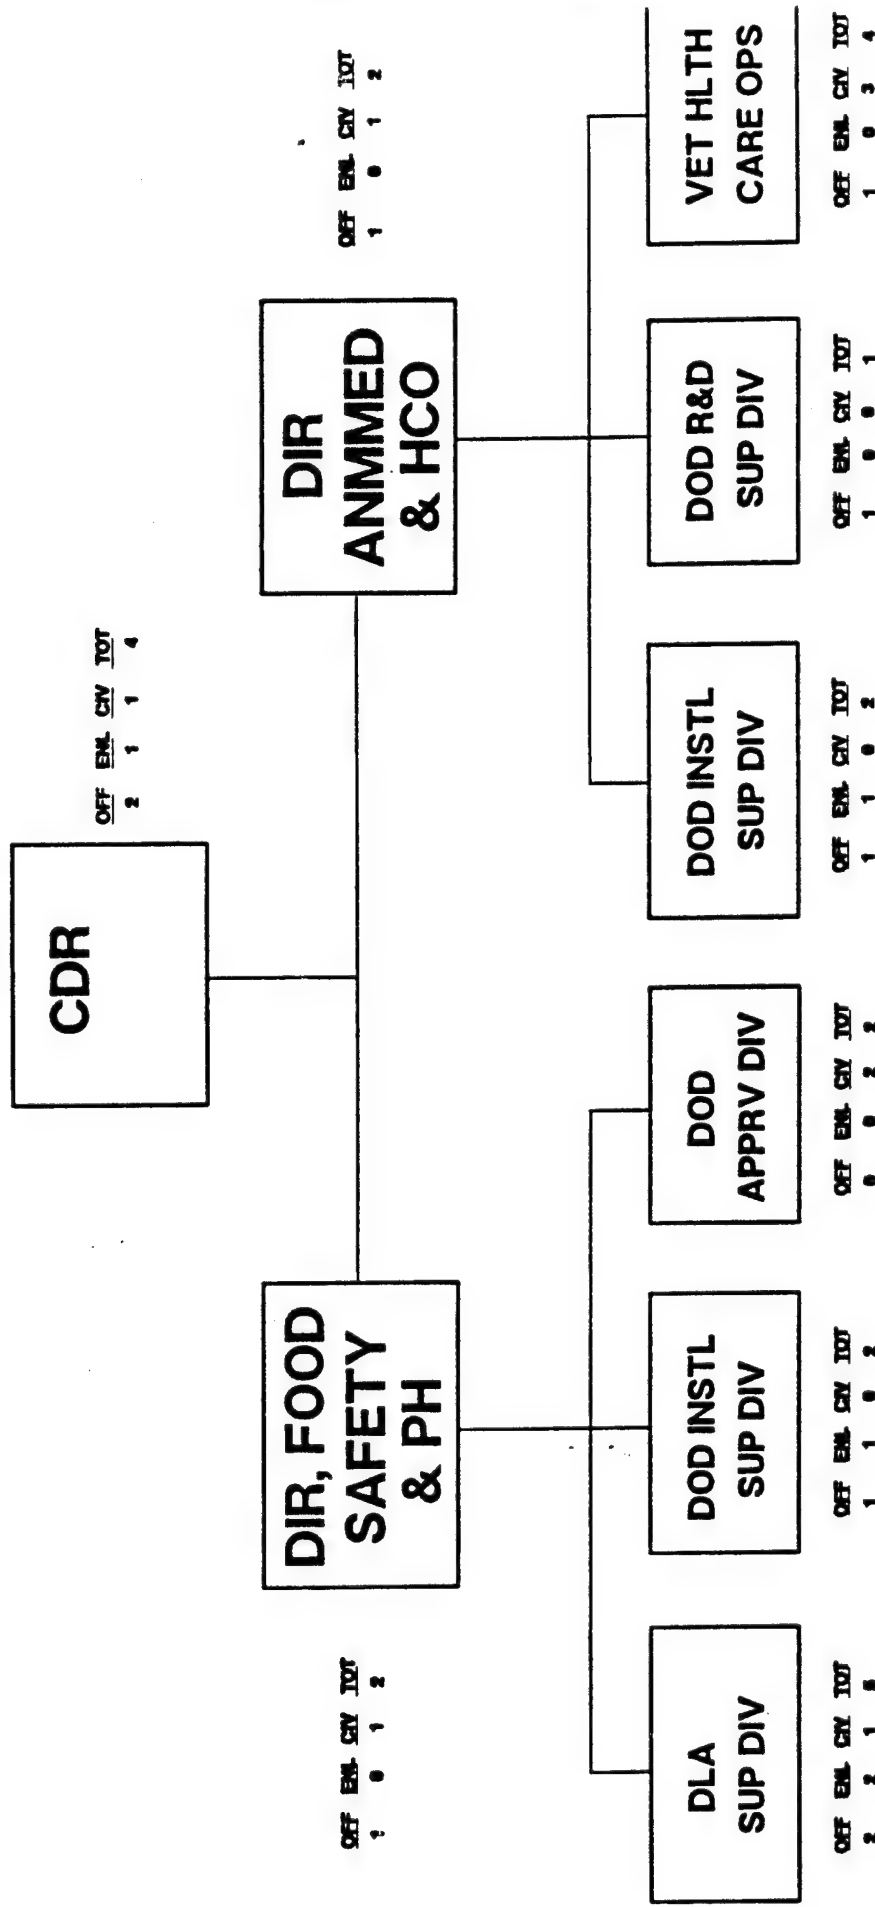 CDR
OFF ENL CIV TOT
2 1 1 4
DIR, FOOD
SAFETY
& PH
OFF ENL CIV TOT
1 0 1 2
DIR
ANMMED
& HCO
OFF ENL CIV TOT
1 0 1 2
DLA
SUP DIV
OFF ENL CIV TOT
2 2 1 5
DOD INSTL
SUP DIV
OFF ENL CIV TOT
1 1 0 2
DOD
APPRV DIV
OFF ENL CIV TOT
0 0 2 2
DOD INSTL
SUP DIV
OFF ENL CIV TOT
1 1 0 2
DOD R&D
SUP DIV
OFF ENL CIV TOT
1 0 0 1
VET HLTH
CARE OPS
OFF ENL CIV TOT
1 0 3 4